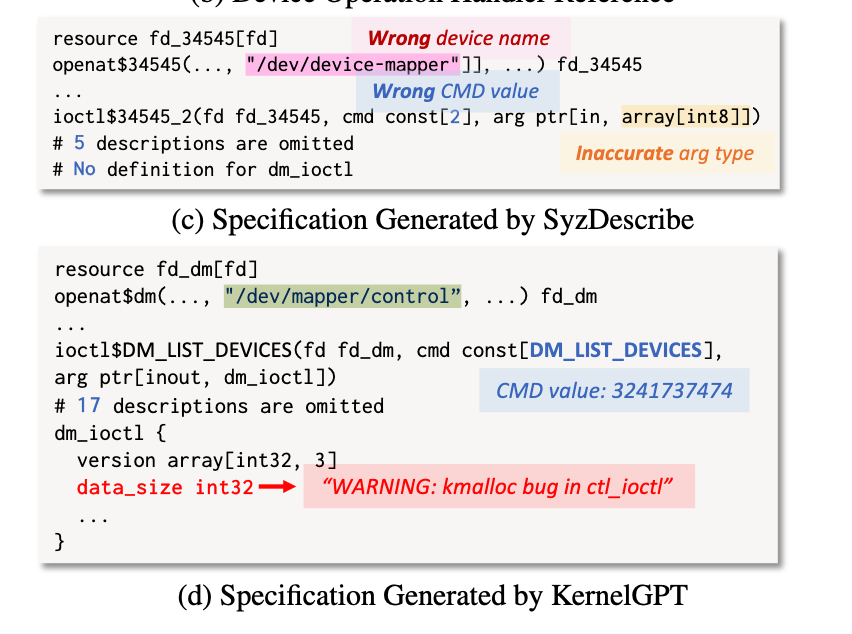 (b) Device Operation Handler Reference
resource fd_34545[fd]
Wrong device name
openat$34545(..., "/dev/device-mapper"]], ...) fd_34545
...
Wrong CMD value
ioctl$34545_2(fd fd_34545, cmd const[2], arg ptr[in, array[int8]])
# 5 descriptions are omitted
Inaccurate arg type
# No definition for dm_ioctl
(c) Specification Generated by SyzDescribe
resource fd_dm[fd]
openat$dm(..., "/dev/mapper/control”, ...) fd_dm
...
ioctl$DM_LIST_DEVICES(fd fd_dm, cmd const[DM_LIST_DEVICES],
arg ptr[inout, dm_ioctl])
CMD value: 3241737474
# 17 descriptions are omitted
dm_ioctl {
version array[int32, 3]
data_size int32
“WARNING: kmalloc bug in ctl_ioctl”
...
}
(d) Specification Generated by KernelGPT